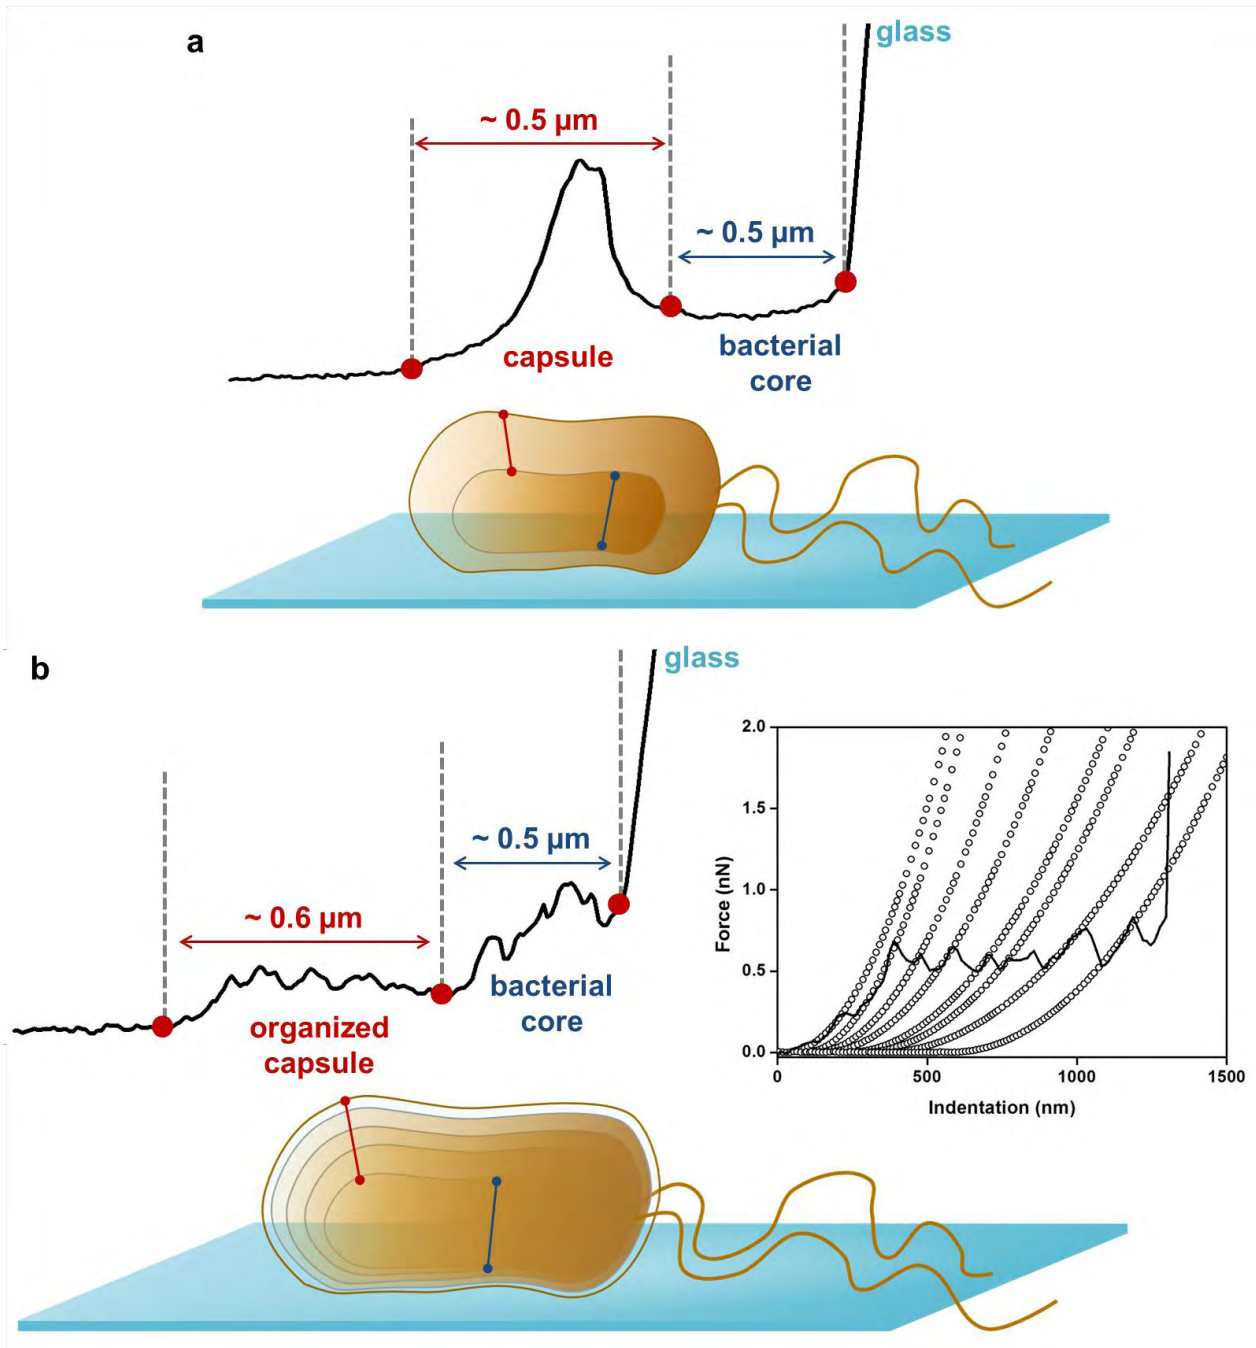 a
glass
~ 0.5 µm
~ 0.5 µm
capsule
bacterial
core
b
glass
~ 0.5 µm
~ 0.6 µm
bacterial
core
organized
capsule
2.0
1.5
1.0
0.5
0.0
Force (nN)
0
500
1000
1500
Indentation (nm)